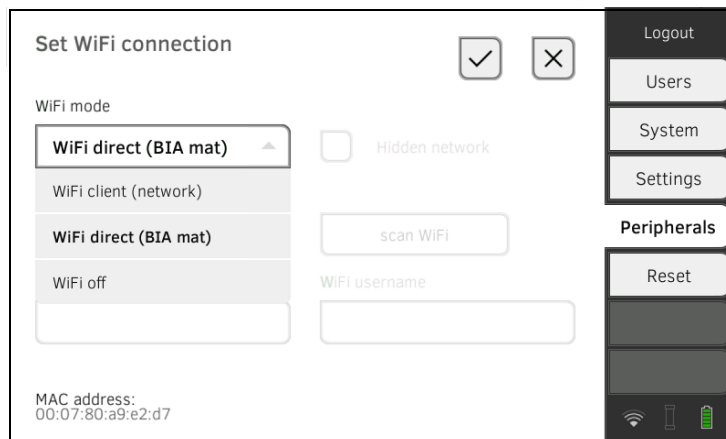 Set WiFi connection
WiFi mode
WiFi direct (BIA mat)
Hidden network
WiFi client (network)
WiFi direct (BIA mat)
scan WiFi
WiFi off
WiFi username
MAC address:
00:07:80:a9:e2:d7
Logout
Users
System
Settings
Peripherals
Reset